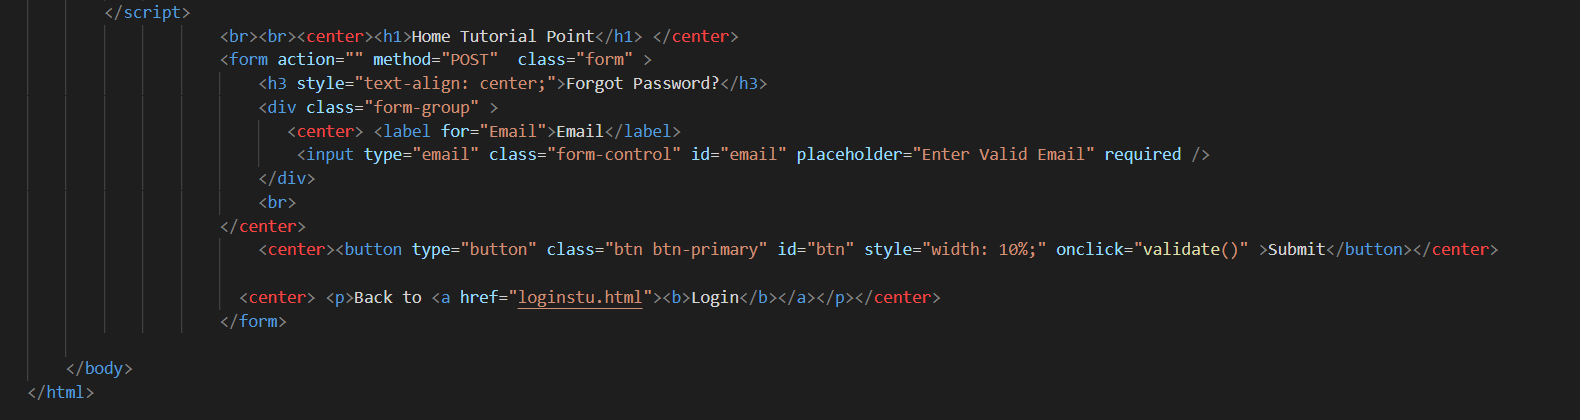 </script>
<br><br><center><h1>Home Tutorial Point</h1> </center>
<form action="" method="POST"  class="form" >
<h3 style="text-align: center;">Forgot Password?</h3>
<div class="form-group" >
<center> <label for="Email">Email</label>
<input type="email" class="form-control" id="email" placeholder="Enter Valid Email" required />
</div>
<br>
</center>
<center><button type="button" class="btn btn-primary" id="btn" style="width: 10%;" onclick="validate()" >Submit</button></center>
<center> <p>Back to <a href="loginstu.html"><b>Login</b></a></p></center>
</form>
</body>
</html>